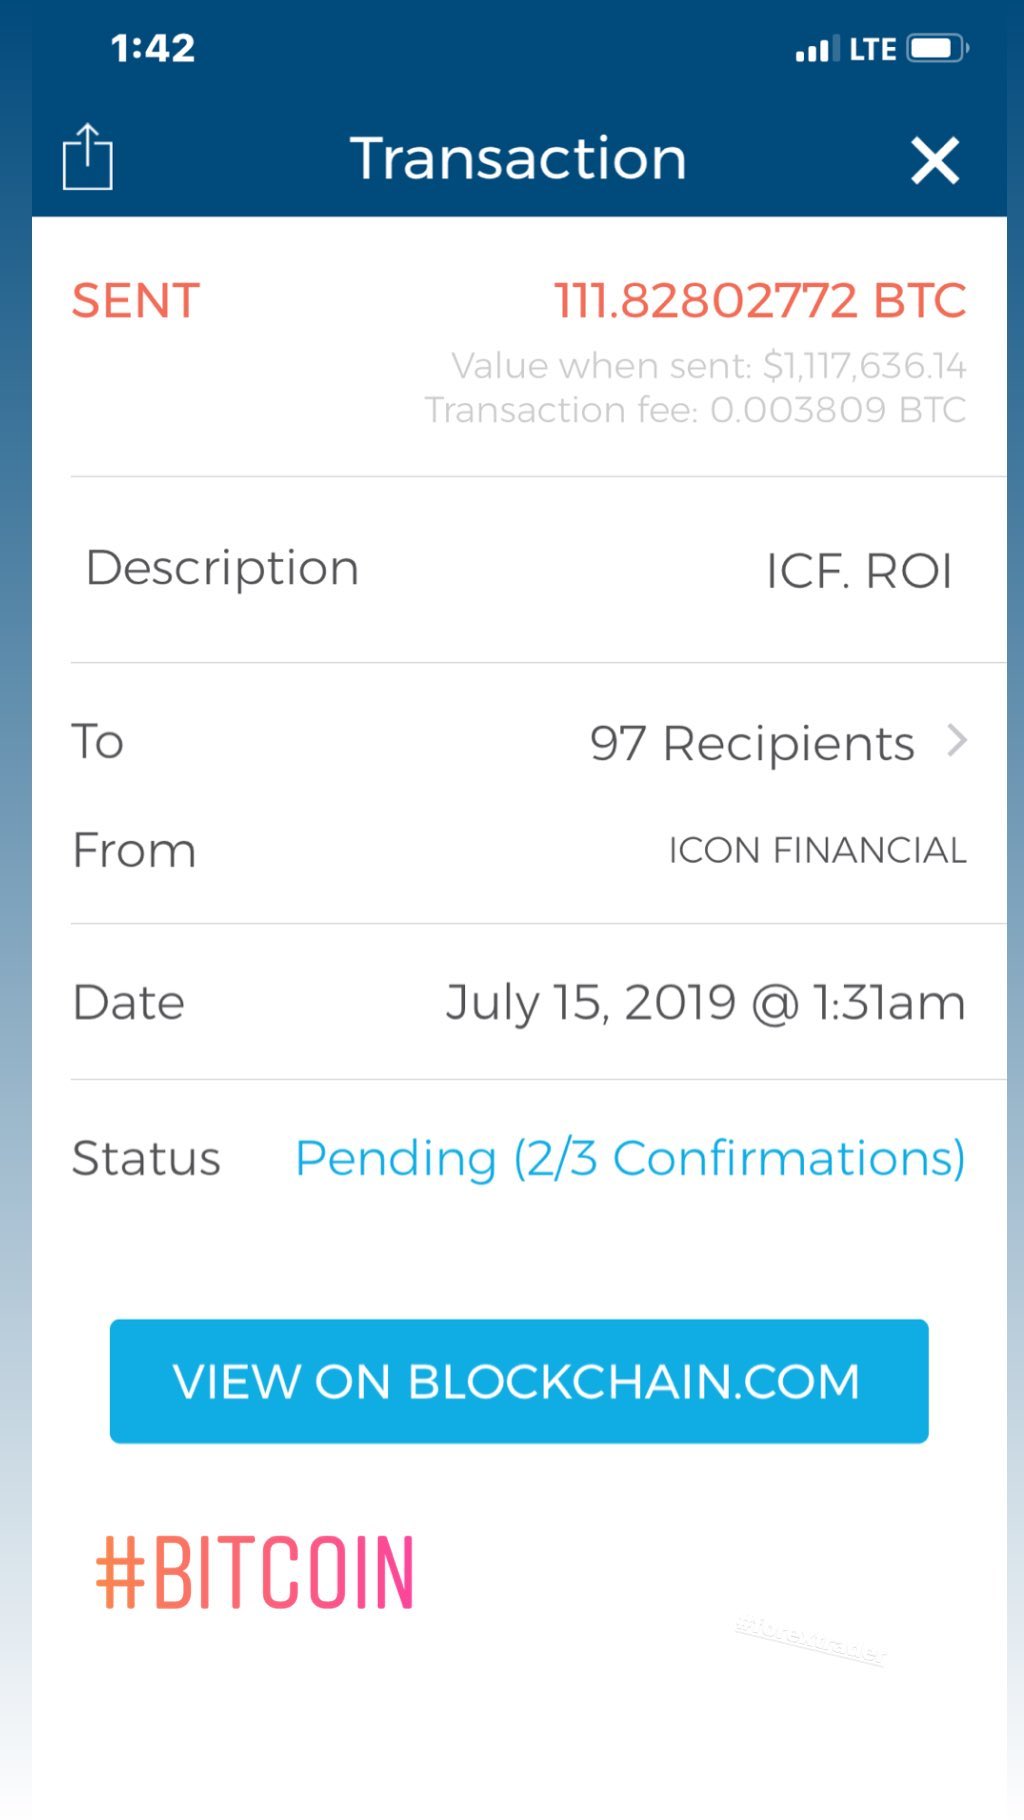 1:42
LTE
Transaction
SENT 111.82802772 BTC
Value when sent: $1,117,636.14
Transaction fee: 0.003809 BTC
Description ICF. ROI
To 97 Recipients
From ICON FINANCIAL
Date July 15, 2019 @ 1:31am
Status Pending (2/3 Confirmations)
VIEW ON BLOCKCHAIN.COM
#BITCOIN
#forextrader